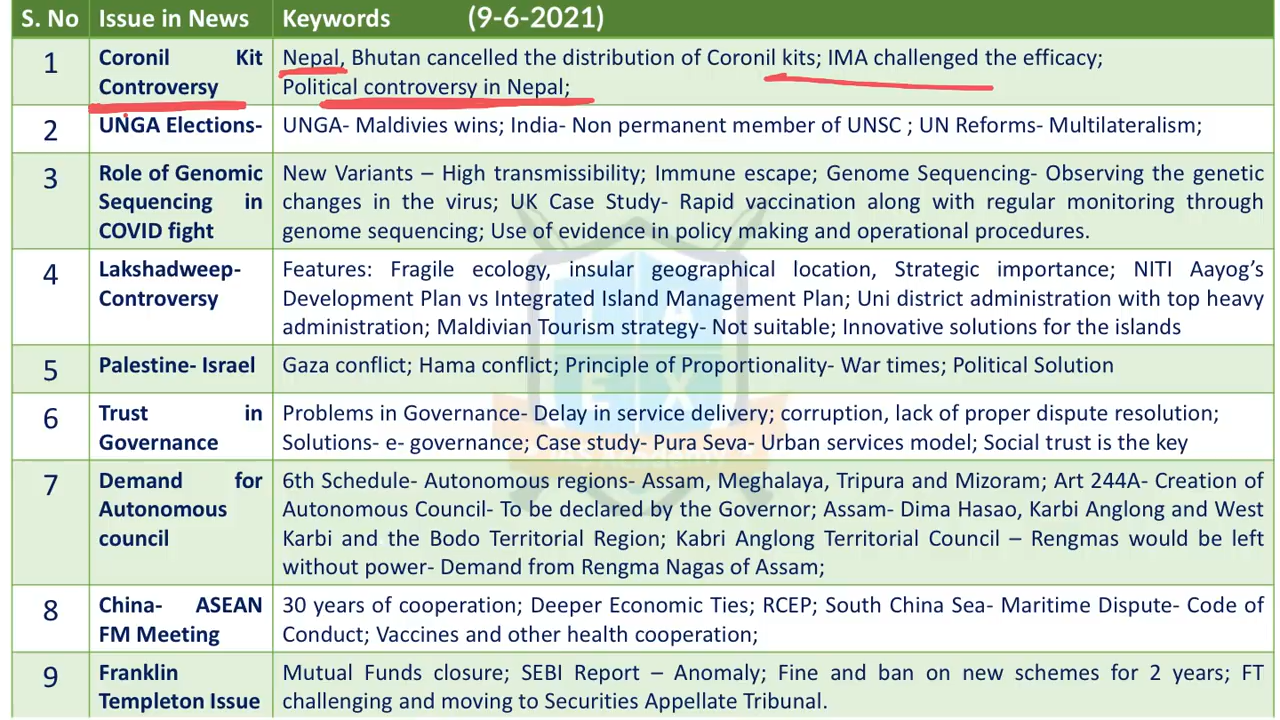 S. No Issue in News Keywords (9-6-2021)
1 Coronil Kit Controversy Nepal, Bhutan cancelled the distribution of Coronil kits; IMA challenged the efficacy;
Political controversy in Nepal;
2 UNGA Elections- UNGA- Maldivies wins; India- Non permanent member of UNSC ; UN Reforms- Multilateralism;
3 Role of Genomic Sequencing in COVID fight New Variants – High transmissibility; Immune escape; Genome Sequencing- Observing the genetic
changes in the virus; UK Case Study- Rapid vaccination along with regular monitoring through
genome sequencing; Use of evidence in policy making and operational procedures.
4 Lakshadweep- Controversy Features: Fragile ecology, insular geographical location, Strategic importance; NITI Aayog's
Development Plan vs Integrated Island Management Plan; Uni district administration with top heavy
administration; Maldivian Tourism strategy- Not suitable; Innovative solutions for the islands
5 Palestine- Israel Gaza conflict; Hama conflict; Principle of Proportionality- War times; Political Solution
6 Trust in Governance Problems in Governance- Delay in service delivery; corruption, lack of proper dispute resolution;
Solutions- e- governance; Case study- Pura Seva- Urban services model; Social trust is the key
7 Demand for Autonomous council 6th Schedule- Autonomous regions- Assam, Meghalaya, Tripura and Mizoram; Art 244A- Creation of
Autonomous Council- To be declared by the Governor; Assam- Dima Hasao, Karbi Anglong and West
Karbi and the Bodo Territorial Region; Kabri Anglong Territorial Council – Rengmas would be left
without power- Demand from Rengma Nagas of Assam;
8 China- ASEAN FM Meeting 30 years of cooperation; Deeper Economic Ties; RCEP; South China Sea- Maritime Dispute- Code of
Conduct; Vaccines and other health cooperation;
9 Franklin Templeton Issue Mutual Funds closure; SEBI Report – Anomaly; Fine and ban on new schemes for 2 years; FT
challenging and moving to Securities Appellate Tribunal.